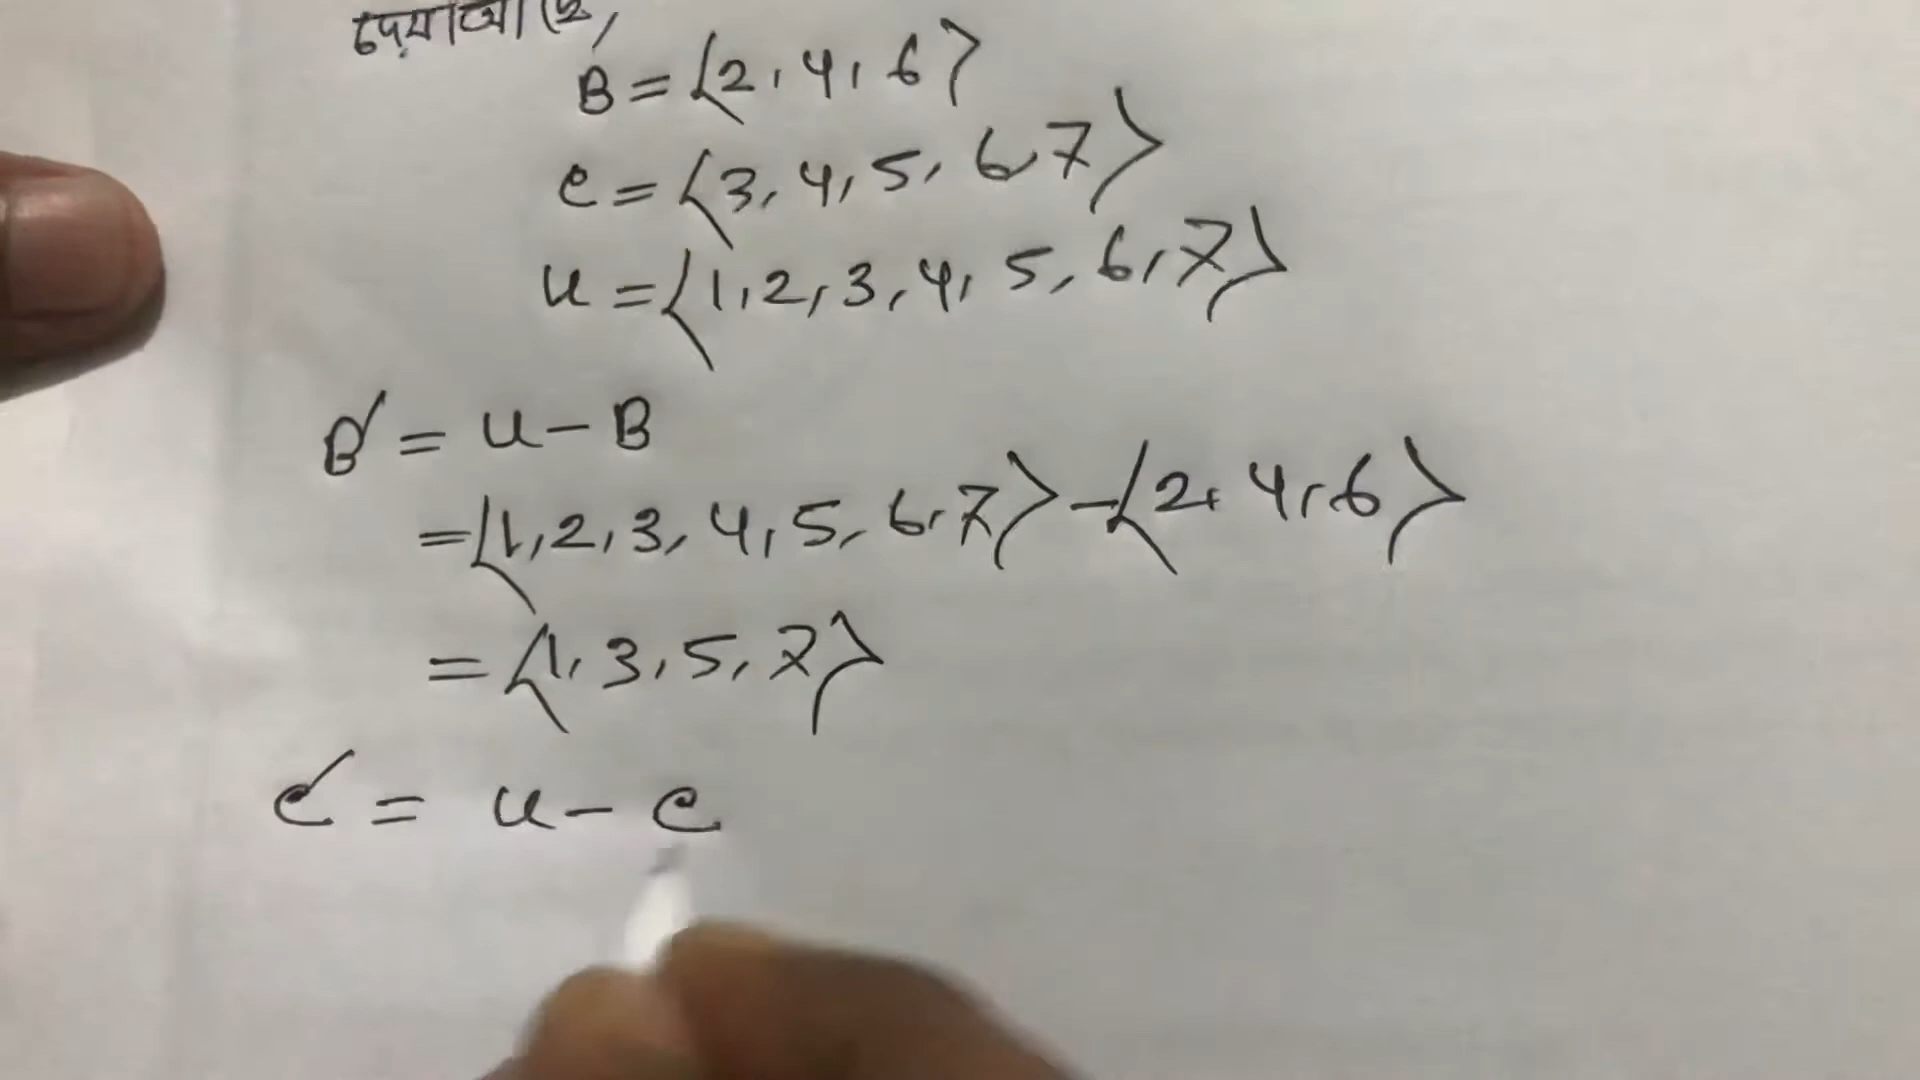 দেয়া আছে,
B = {2, 4, 6}
C = {3, 4, 5, 6, 7}
U = {1, 2, 3, 4, 5, 6, 7}
B' = U - B
= {1, 2, 3, 4, 5, 6, 7} - {2, 4, 6}
= {1, 3, 5, 7}
C' = U - C